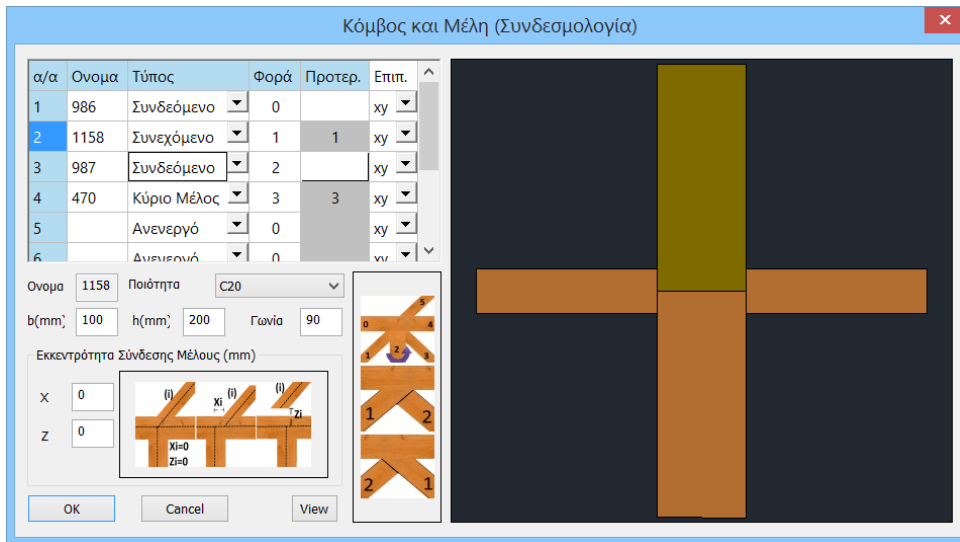 Κόμβος και Μέλη (Συνδεσμολογία)
α/α Ονομα Τύπος Φορά Προτερ. Επιπ.
1 986 Συνδεόμενο 0 xy
2 1158 Συνεχόμενο 1 1 xy
3 987 Συνδεόμενο 2 xy
4 470 Κύριο Μέλος 3 3 xy
5 Ανενεργό 0 xy
6 Ανενεργό 0 xy
Ονομα 1158 Ποιότητα C20
b(mm) 100 h(mm) 200 Γωνία 90
Εκκεντρότητα Σύνδεσης Μέλους (mm)
X 0
Z 0
(i) Xi (i) (i) Zi
Xi=0
Zi=0
5
0 4
1 2 3
1 2
2 1
OK Cancel View